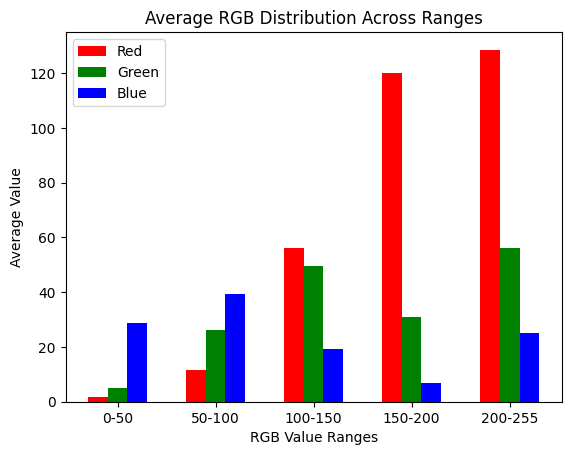 Average RGB Distribution Across Ranges
Red
Green
Blue
Average Value
120
100
80
60
40
20
0
0-50 50-100 100-150 150-200 200-255
RGB Value Ranges